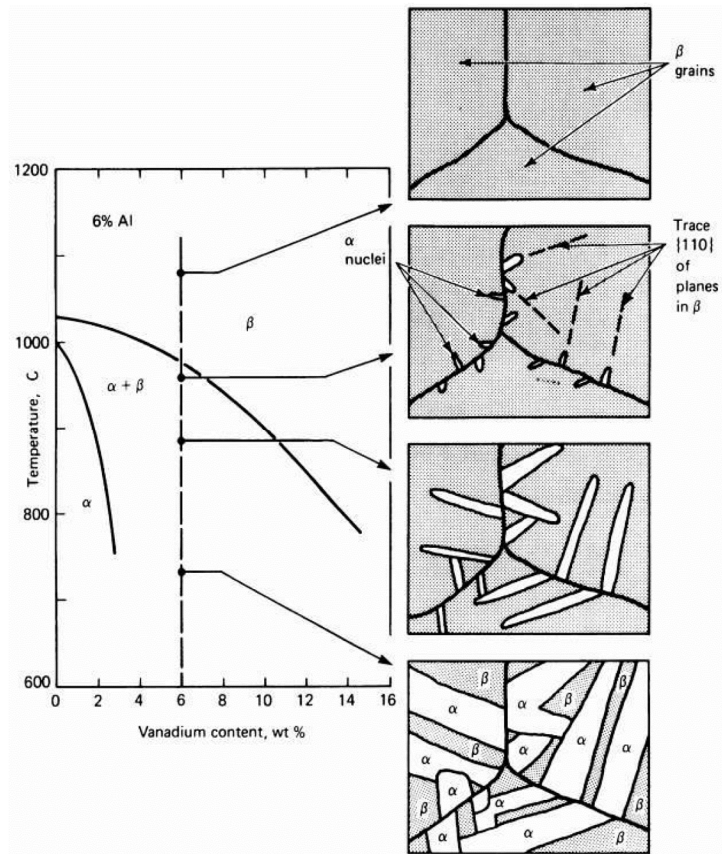 β
grains
1200
6% Al
α
nuclei
Trace
{110}
of
planes
in β
β
1000
α + β
Temperature, C
α
800
600
0 2 4 6 8 10 12 14 16
Vanadium content, wt %
β
β
β
α
α
α
β
α
α
α
β
α
β
α
α
α
β